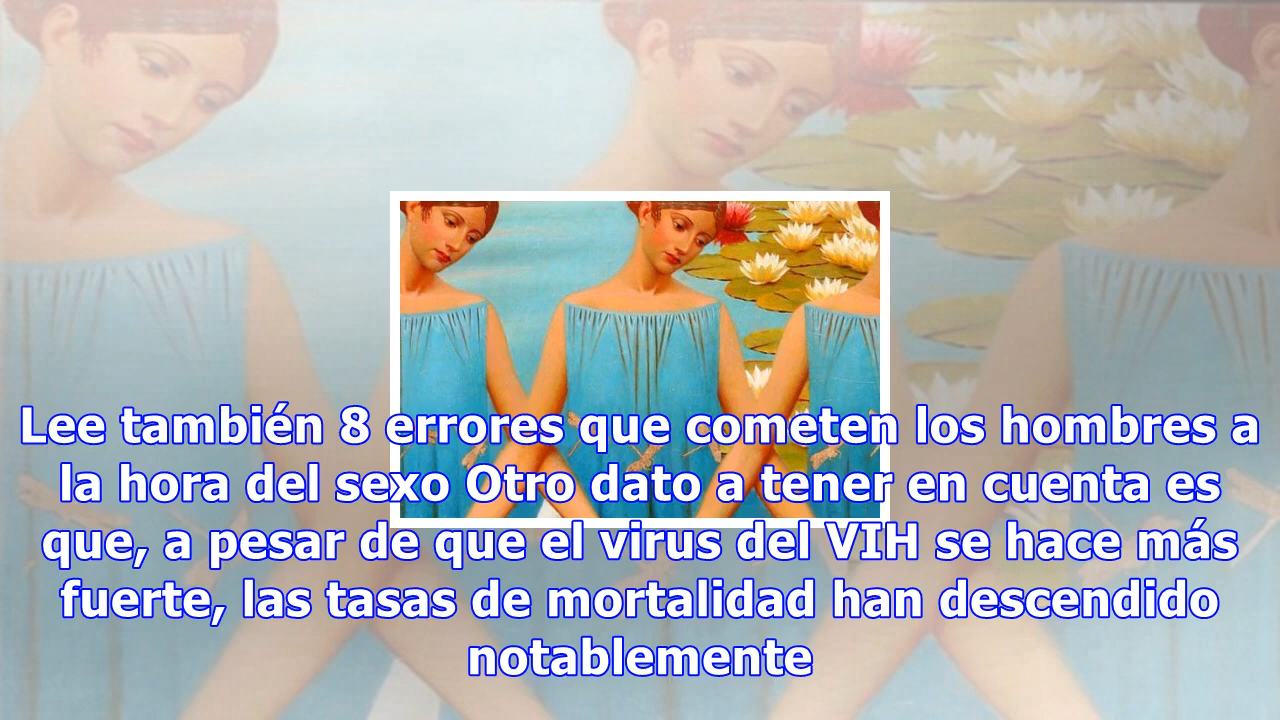 Lee también 8 errores que cometen los hombres a
la hora del sexo Otro dato a tener en cuenta es
que, a pesar de que el virus del VIH se hace más
fuerte, las tasas de mortalidad han descendido
notablemente